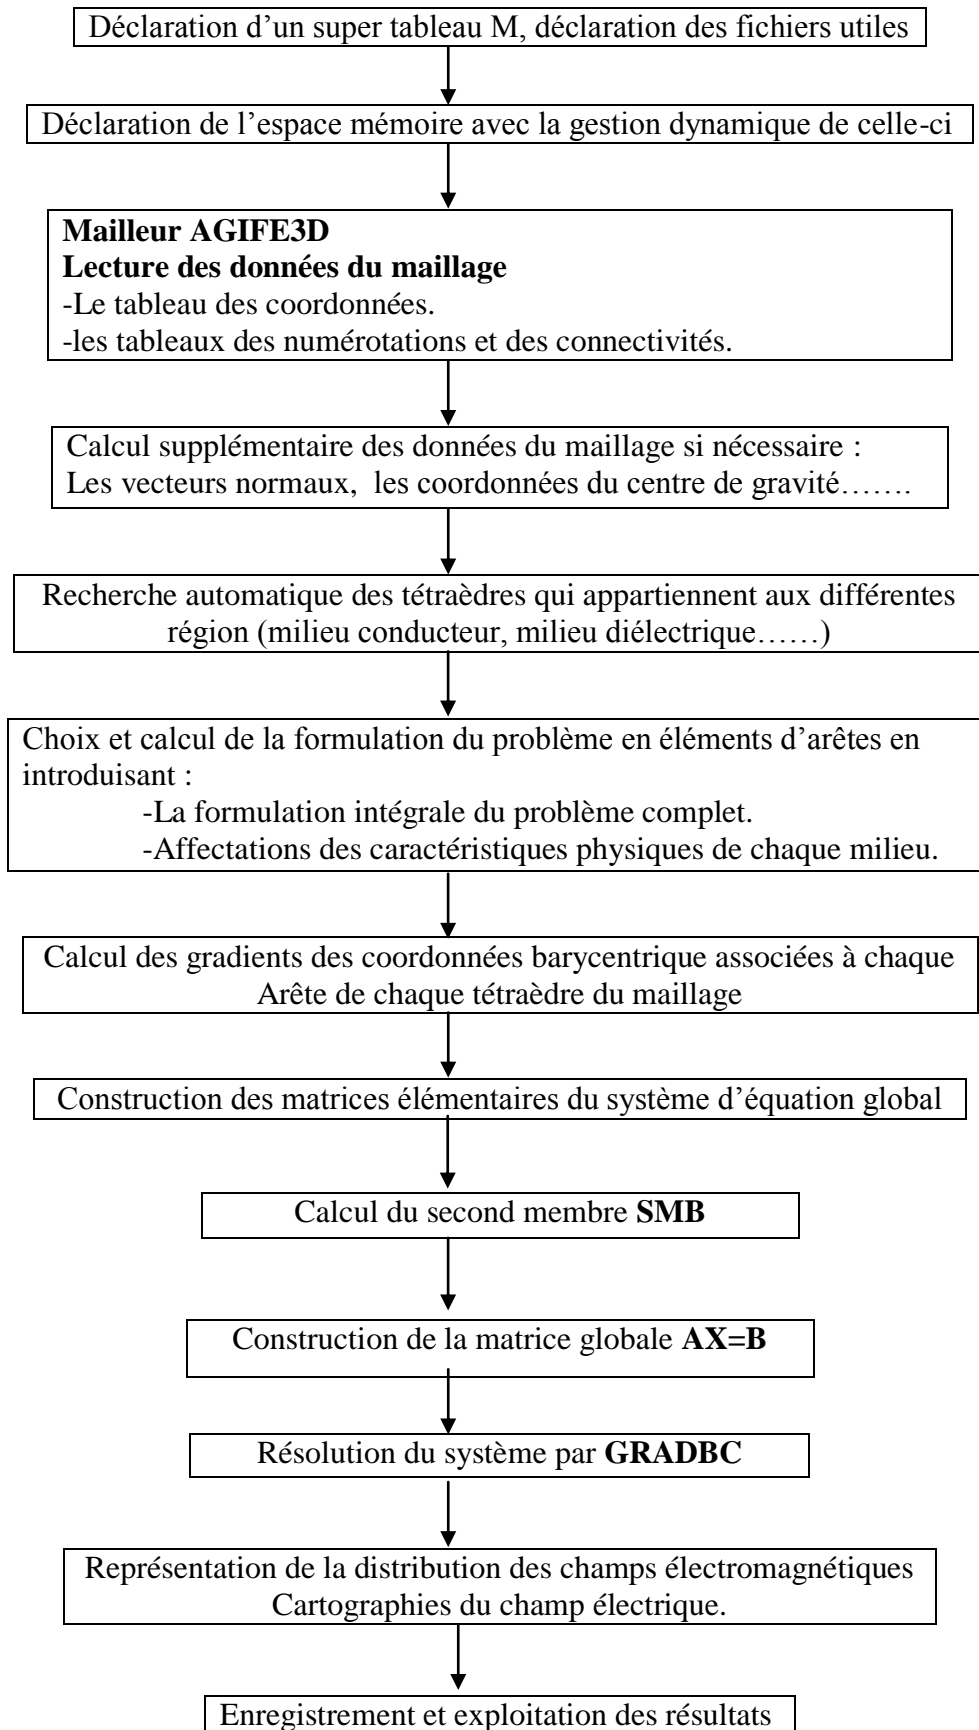 Déclaration d’un super tableau M, déclaration des fichiers utiles
Déclaration de l’espace mémoire avec la gestion dynamique de celle-ci
Mailleur AGIFE3D
Lecture des données du maillage
-Le tableau des coordonnées.
-les tableaux des numérotations et des connectivités.
Calcul supplémentaire des données du maillage si nécessaire :
Les vecteurs normaux, les coordonnées du centre de gravité…….
Recherche automatique des tétraèdres qui appartiennent aux différentes
région (milieu conducteur, milieu diélectrique……)
Choix et calcul de la formulation du problème en éléments d’arêtes en
introduisant :
-La formulation intégrale du problème complet.
-Affectations des caractéristiques physiques de chaque milieu.
Calcul des gradients des coordonnées barycentrique associées à chaque
Arête de chaque tétraèdre du maillage
Construction des matrices élémentaires du système d’équation global
Calcul du second membre SMB
Construction de la matrice globale AX=B
Résolution du système par GRADBC
Représentation de la distribution des champs électromagnétiques
Cartographies du champ électrique.
Enregistrement et exploitation des résultats